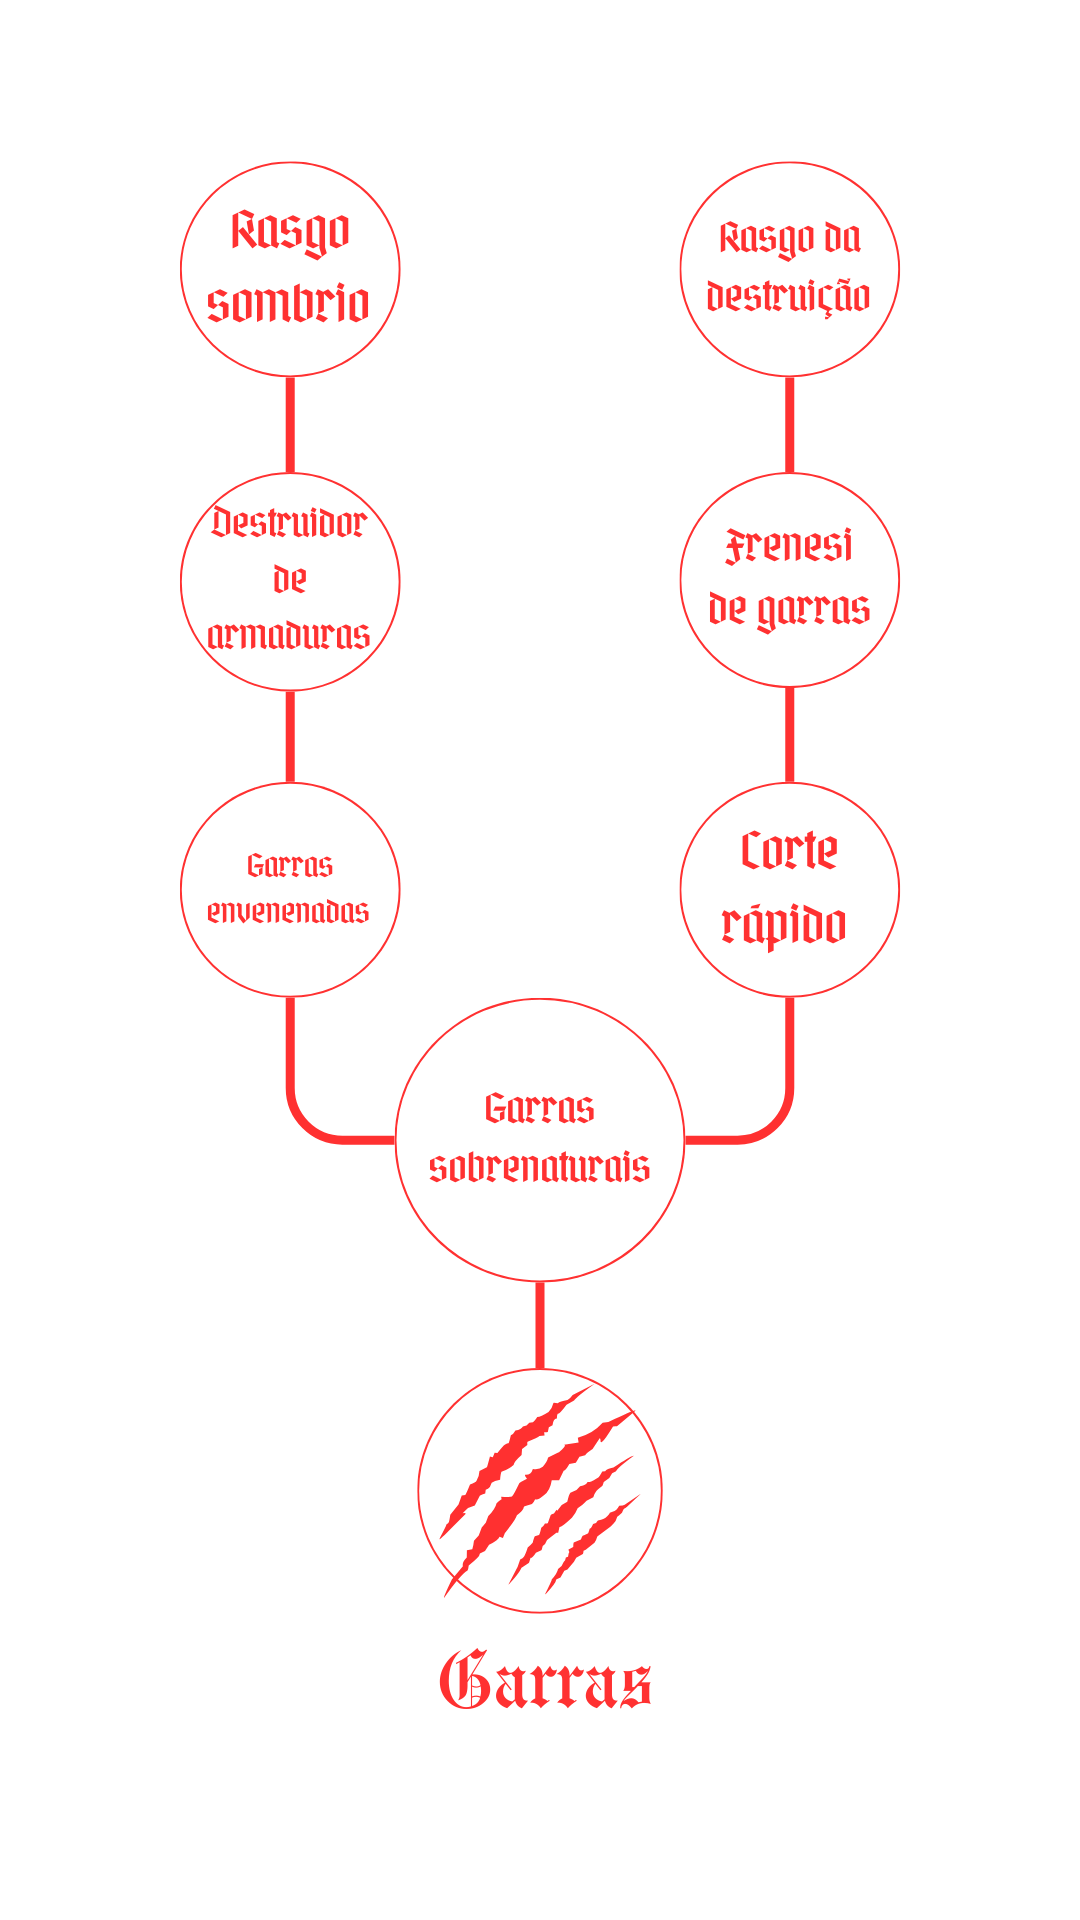 Rasgo
sombrio
Rasgo da
destruição
Destruidor
de
armaduras
Frenesi
de garras
Garras
envenenadas
Corte
rápido
Garras
sobrenaturais
Garras